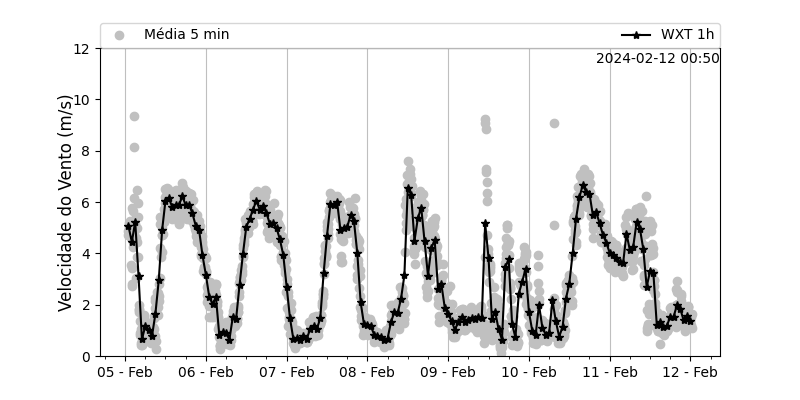 Média 5 min
WXT 1h
2024-02-12 00:50
Velocidade do Vento (m/s)
12
10
8
6
4
2
0
05 - Feb
06 - Feb
07 - Feb
08 - Feb
09 - Feb
10 - Feb
11 - Feb
12 - Feb